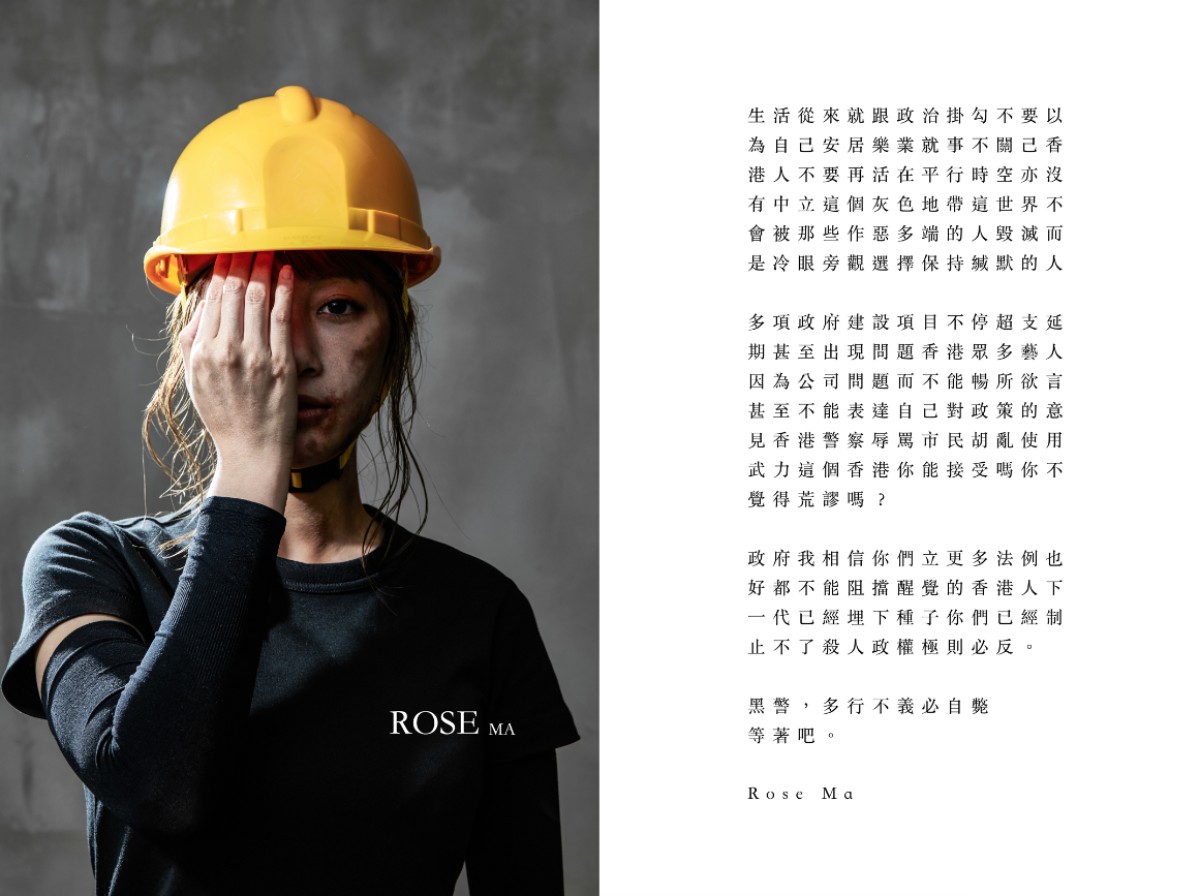 ROSE MA
生活從來就跟政治掛勾不要以
為自己安居樂業就事不關己香
港人不要再活在平行時空亦沒
有中立這個灰色地帶這世界不
會被那些作惡多端的人毀滅而
是冷眼旁觀選擇保持緘默的人
多項政府建設項目不停超支延
期甚至出現問題香港眾多藝人
因為公司問題而不能暢所欲言
甚至不能表達自己對政策的意
見香港警察辱罵市民胡亂使用
武力這個香港你能接受嗎你不
覺得荒謬嗎？
政府我相信你們立更多法例也
好都不能阻擋醒覺的香港人下
一代已經埋下種子你們已經制
止不了殺人政權極則必反。
黑警，多行不義必自斃
等著吧。
Rose Ma